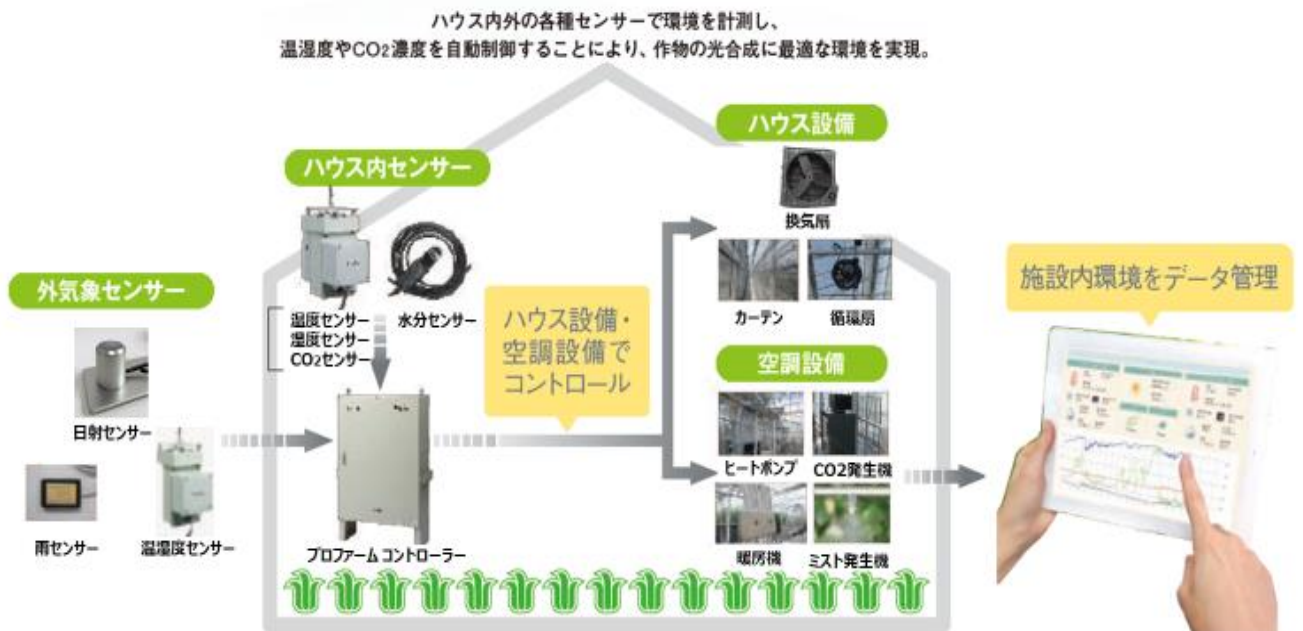 ハウス内外の各種センサーで環境を計測し、
温湿度やCO2濃度を自動制御することにより、作物の光合成に最適な環境を実現。
ハウス設備
ハウス内センサー
換気扇
外気象センサー
温度センサー
湿度センサー
CO2センサー
水分センサー
ハウス設備・
空調設備で
コントロール
カーテン
循環扇
施設内環境をデータ管理
空調設備
日射センサー
ヒートポンプ
CO2発生機
雨センサー
温湿度センサー
プロファームコントローラー
暖房機
ミスト発生機